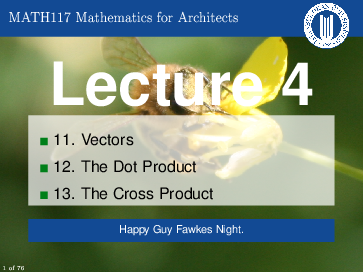 MATH117 Mathematics for Architects
Lecture 4
11. Vectors
12. The Dot Product
13. The Cross Product
Happy Guy Fawkes Night.
1 of 76